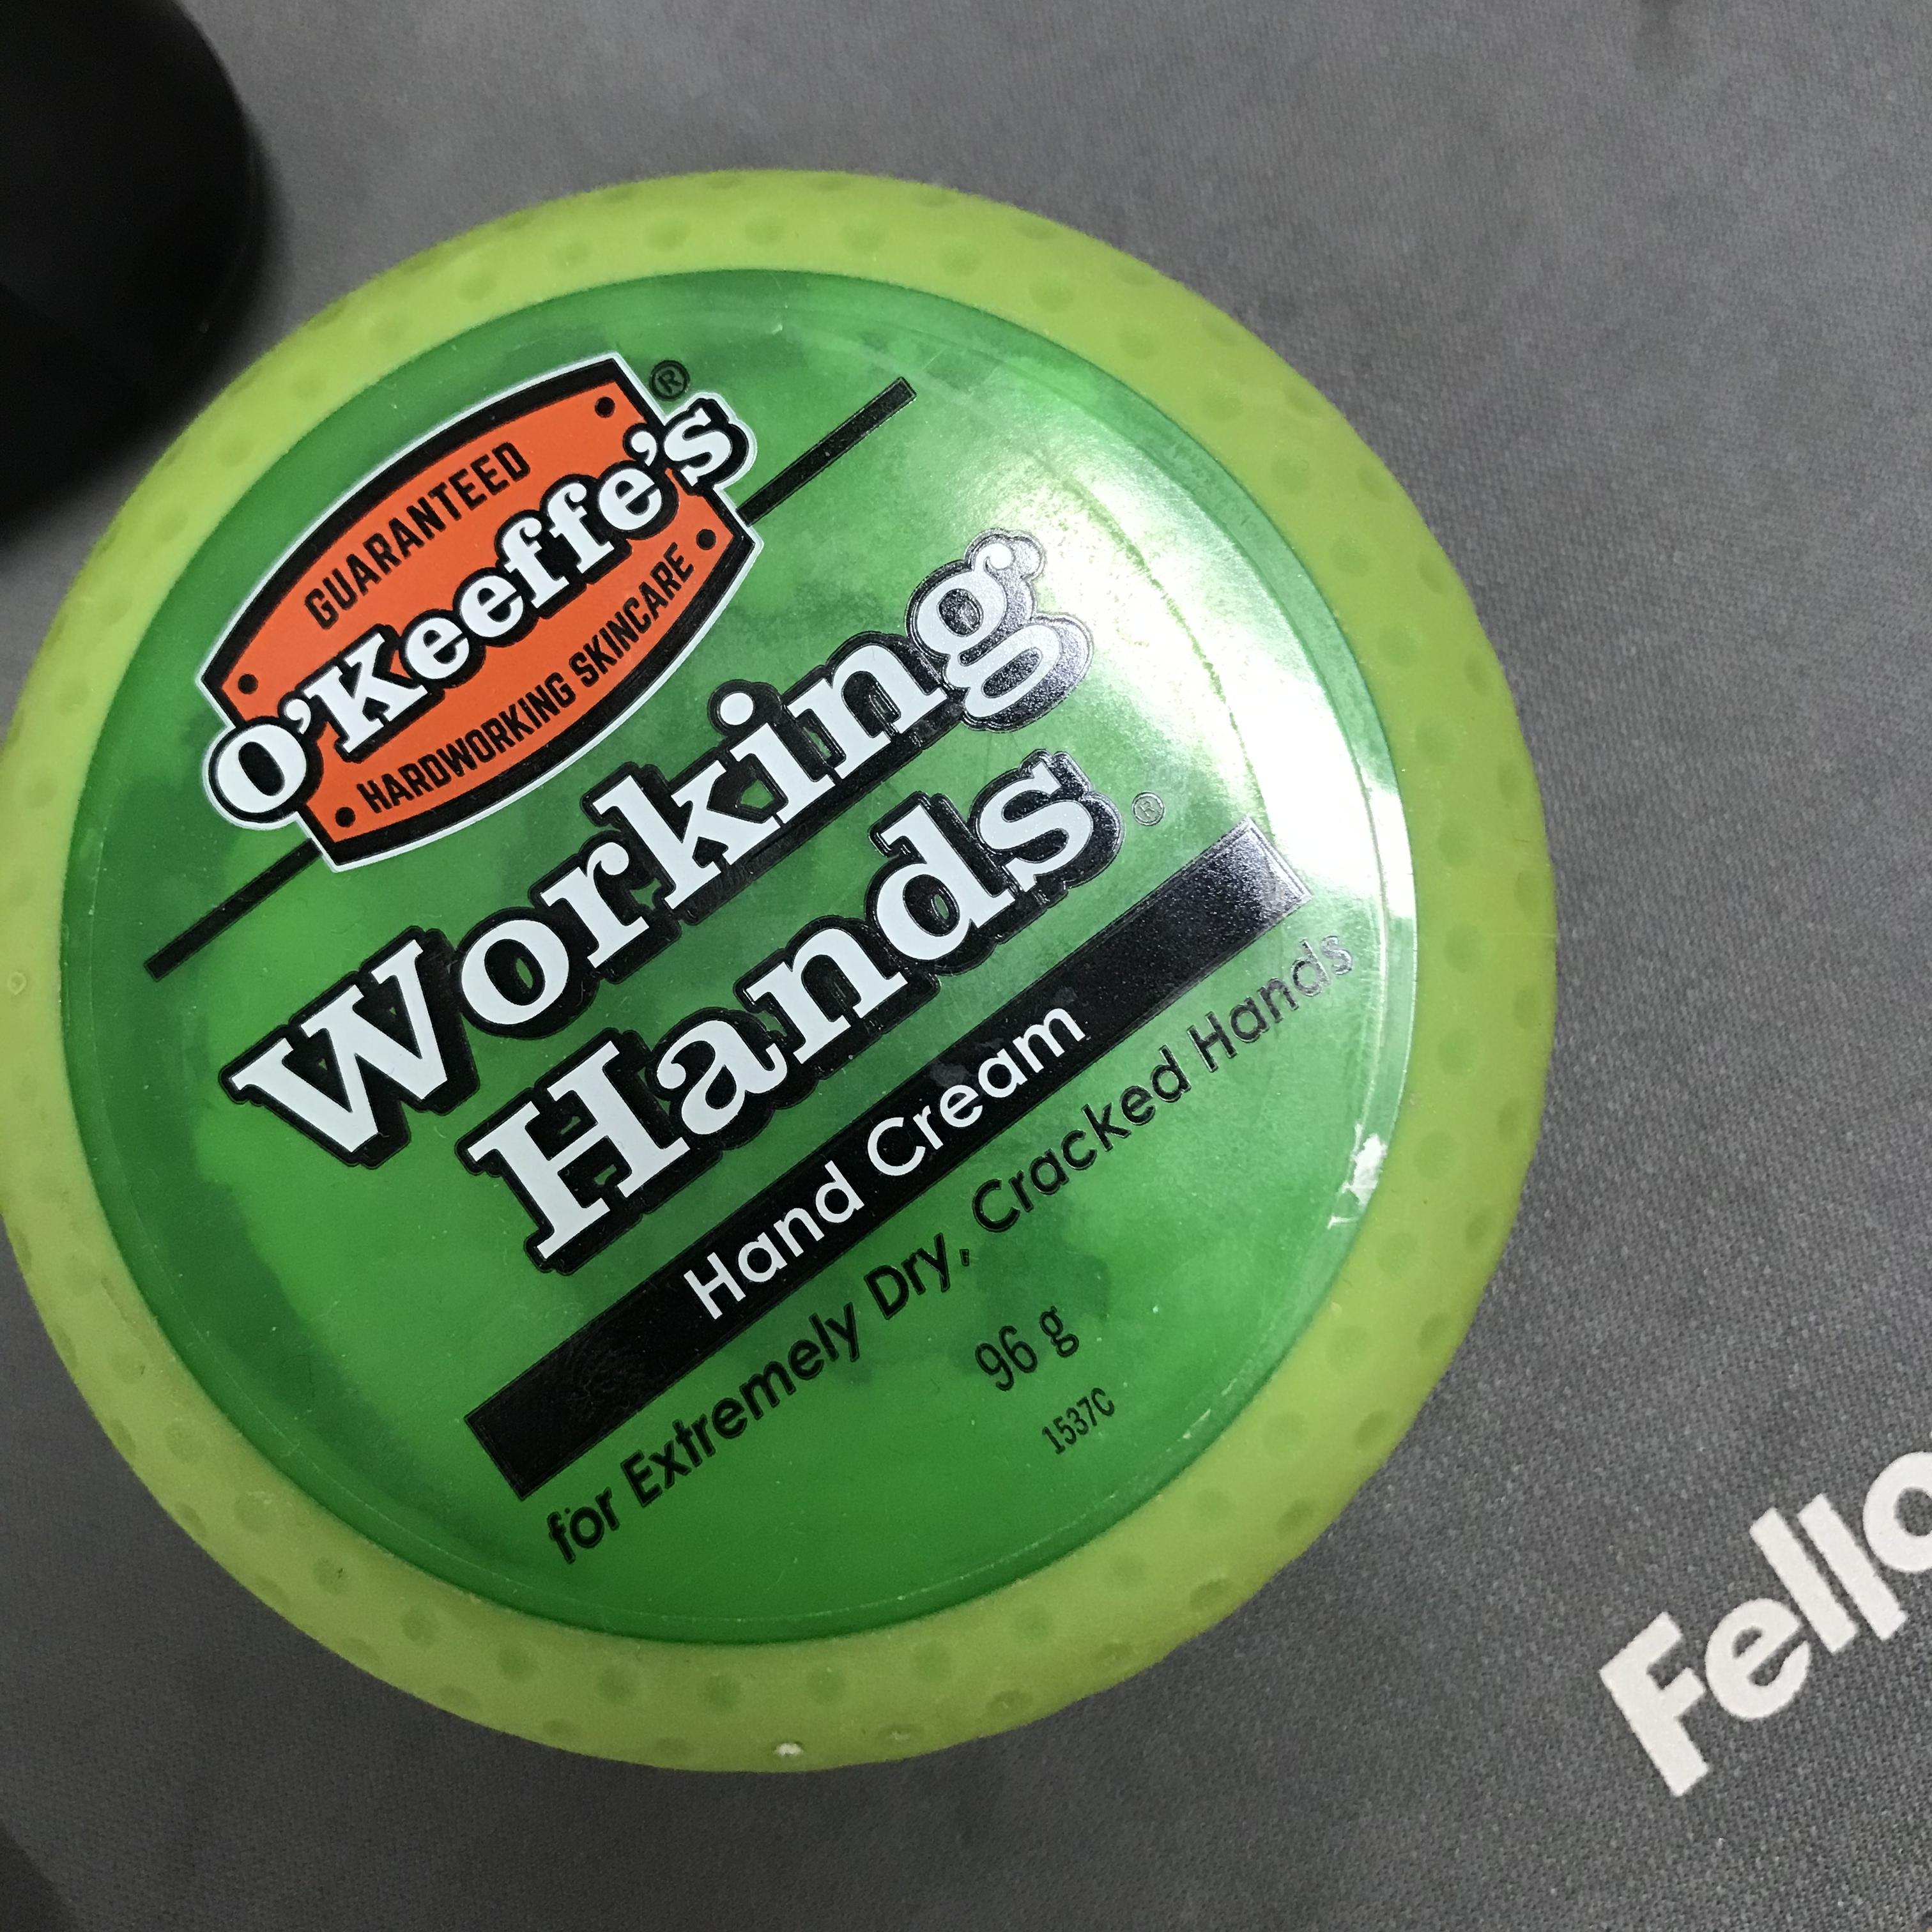 GUARANTEED
O'Keeffe's®
HARDWORKING SKINCARE
Working
Hands®
Hand Cream
for Extremely Dry, Cracked Hands
96 g
1537C
Fello